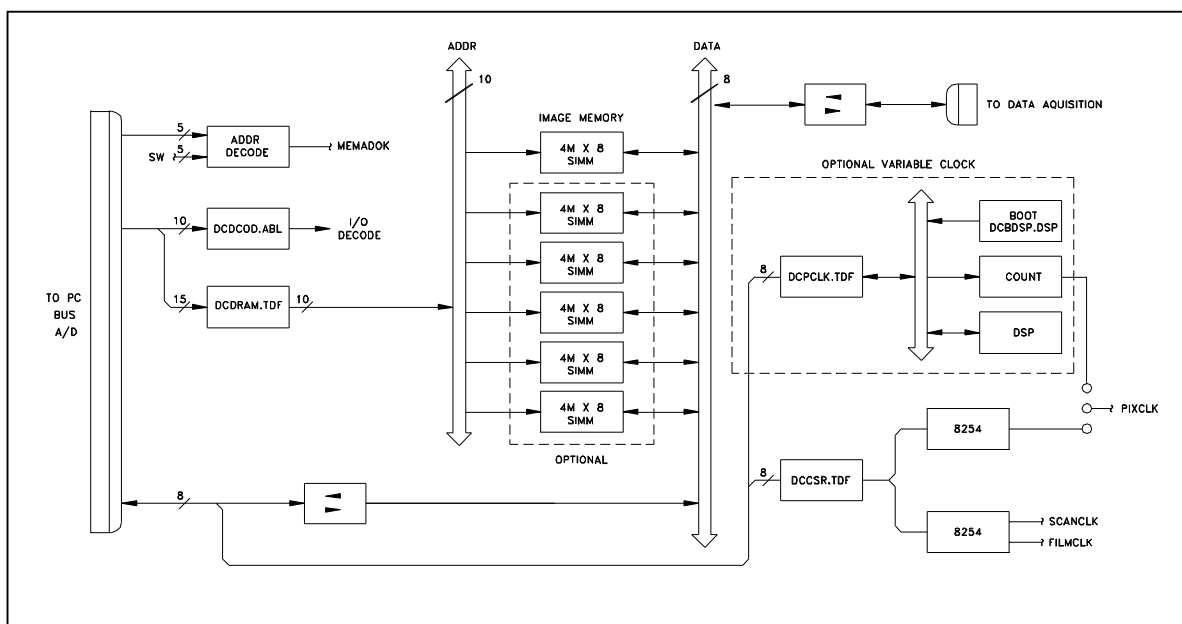 ADDR
DATA
10
8
TO DATA AQUISITION
IMAGE MEMORY
5
SW
5
ADDR
DECODE
MEMADOK
4M X 8
SIMM
OPTIONAL VARIABLE CLOCK
10
DCDCOD.ABL
I/O
DECODE
4M X 8
SIMM
BOOT
DCBDSP.DSP
4M X 8
SIMM
8
DCPCLK.TDF
COUNT
TO PC
BUS
A/D
15
DCDRAM.TDF
10
4M X 8
SIMM
DSP
4M X 8
SIMM
4M X 8
SIMM
PIXCLK
OPTIONAL
8254
8
DCCSR.TDF
8
8254
SCANCLK
FILMCLK